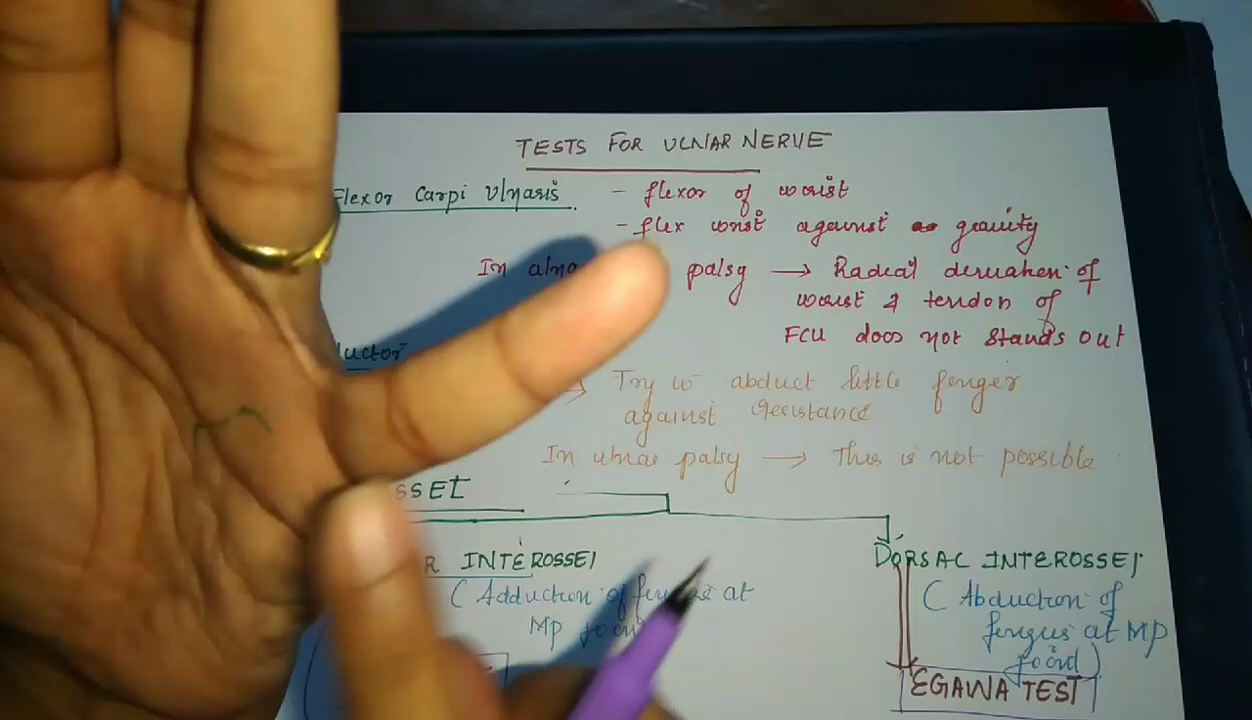 TESTS FOR ULNAR NERVE
Flexor Carpi Ulnaris - flexor of wrist
- flex wrist against gravity
In palsy → Radial deviation of
wrist & tendon of
FCU does not stands out
ductor
→ Try to abduct little finger
against resistance
In ulnar palsy → This is not possible
SSEI
R INTEROSSEI
DORSAL INTEROSSEI
( Adduction of at
MP
( Abduction of
fingers at MP
joint )
EGAWA TEST